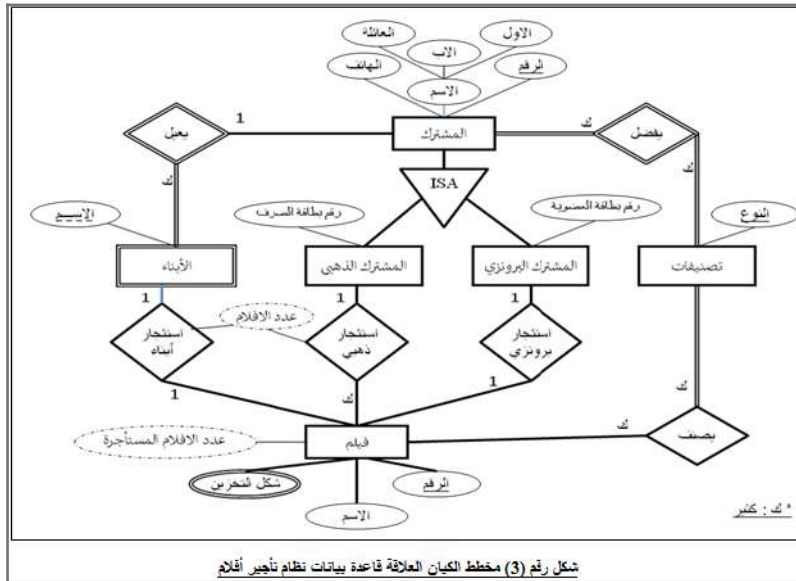 العائلة
الاب
الاول
الهاتف
الاسم
الرقم
يعيل
1
المشترك
ك
يفضل
ك
ك
ISA
الاسم
رقم بطاقة الصرف
رقم بطاقة العضوية
النوع
الأبناء
المشترك الذهبي
المشترك البرونزي
تصنيفات
1
عدد الافلام
1
1
استئجار
أبناء
استئجار
ذهبي
استئجار
برونزي
1
ك
1
ك
عدد الافلام المستأجرة
فيلم
ك
يصنف
شكل التخزين
الرقم
الاسم
* ك : كثير
شكل رقم (3) مخطط الكيان العلاقة قاعدة بيانات نظام تأجير أفلام